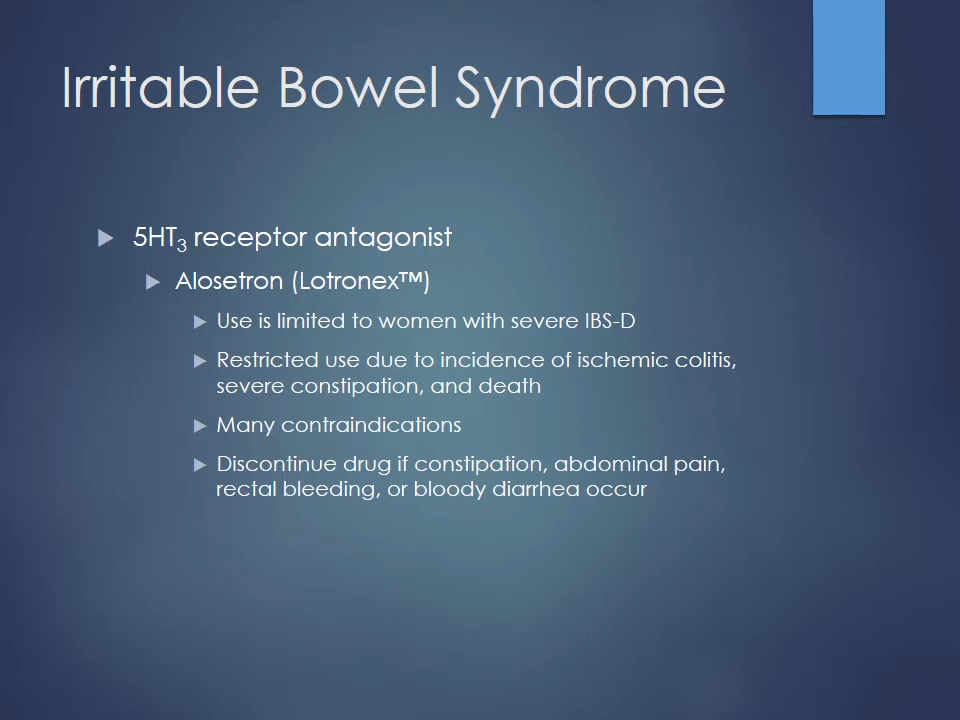 Irritable Bowel Syndrome
5HT₃ receptor antagonist
Alosetron (Lotronex™)
Use is limited to women with severe IBS-D
Restricted use due to incidence of ischemic colitis,
severe constipation, and death
Many contraindications
Discontinue drug if constipation, abdominal pain,
rectal bleeding, or bloody diarrhea occur